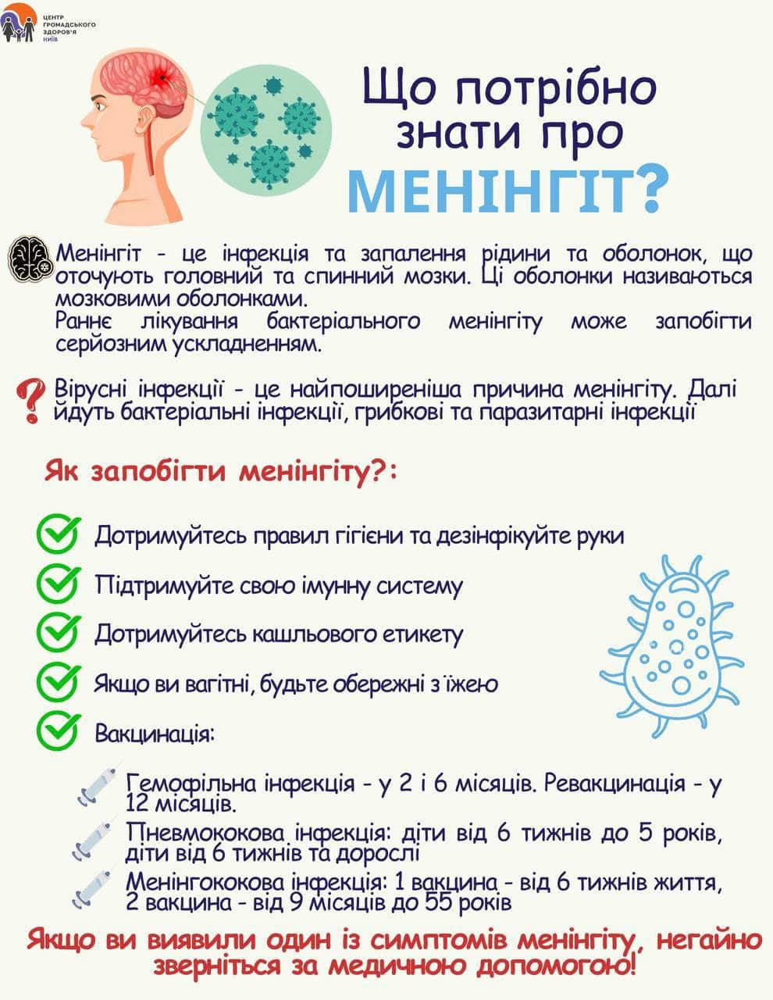 ЦЕНТР
ГРОМАДСЬКОГО
ЗДОРОВ'Я
КИЇВ
Що потрібно
знати про
МЕНІНГІТ?
Менінгіт - це інфекція та запалення рідини та оболонок, що
оточують головний та спинний мозки. Ці оболонки називаються
мозковими оболонками.
Раннє лікування бактеріального менінгіту може запобігти
серйозним ускладненням.
Вірусні інфекції - це найпоширеніша причина менінгіту. Далі
йдуть бактеріальні інфекції, грибкові та паразитарні інфекції
Як запобігти менінгіту?:
Дотримуйтесь правил гігієни та дезінфікуйте руки
Підтримуйте свою імунну систему
Дотримуйтесь кашльового етикету
Якщо ви вагітні, будьте обережні з їжею
Вакцинація:
Гемофільна інфекція - у 2 і 6 місяців. Ревакцинація - у
12 місяців.
Пневмококова інфекція: діти від 6 тижнів до 5 років,
діти від 6 тижнів та дорослі
Менінгококова інфекція: 1 вакцина - від 6 тижнів життя,
2 вакцина - від 9 місяців до 55 років
Якщо ви виявили один із симптомів менінгіту, негайно
зверніться за медичною допомогою!